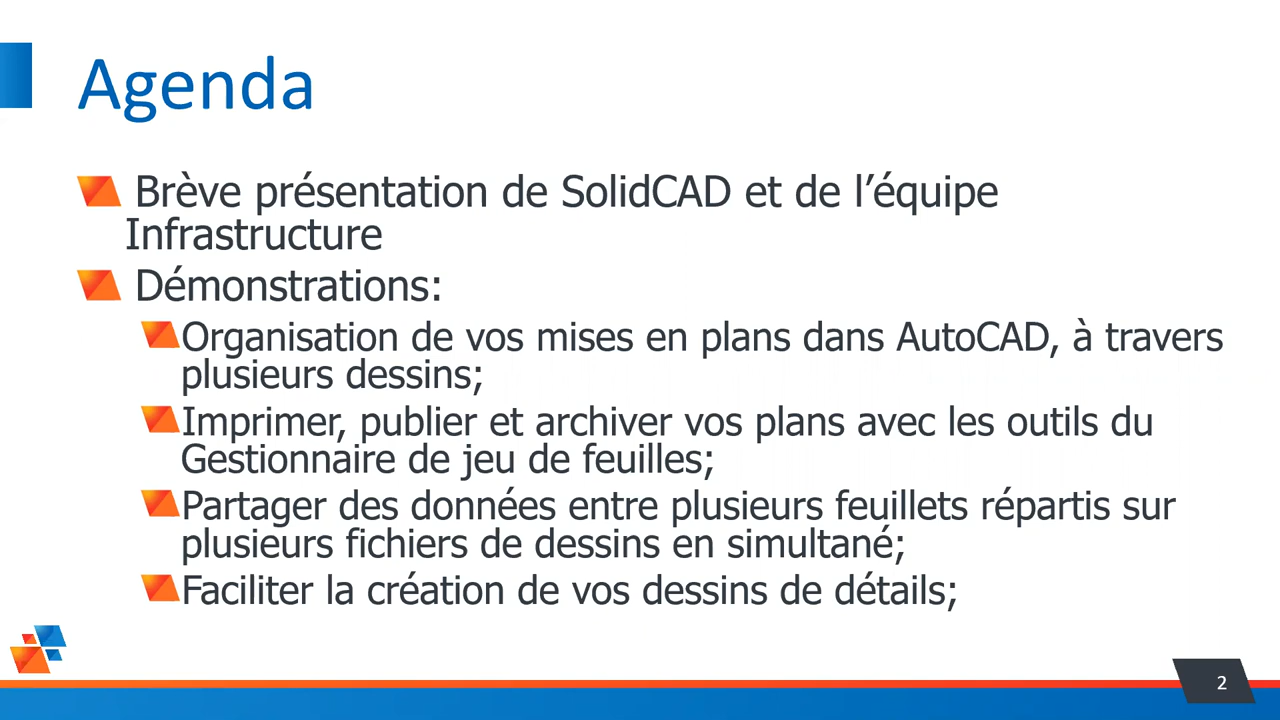 Agenda
Brève présentation de SolidCAD et de l’équipe
Infrastructure
Démonstrations:
Organisation de vos mises en plans dans AutoCAD, à travers
plusieurs dessins;
Imprimer, publier et archiver vos plans avec les outils du
Gestionnaire de jeu de feuilles;
Partager des données entre plusieurs feuillets répartis sur
plusieurs fichiers de dessins en simultané;
Faciliter la création de vos dessins de détails;
2